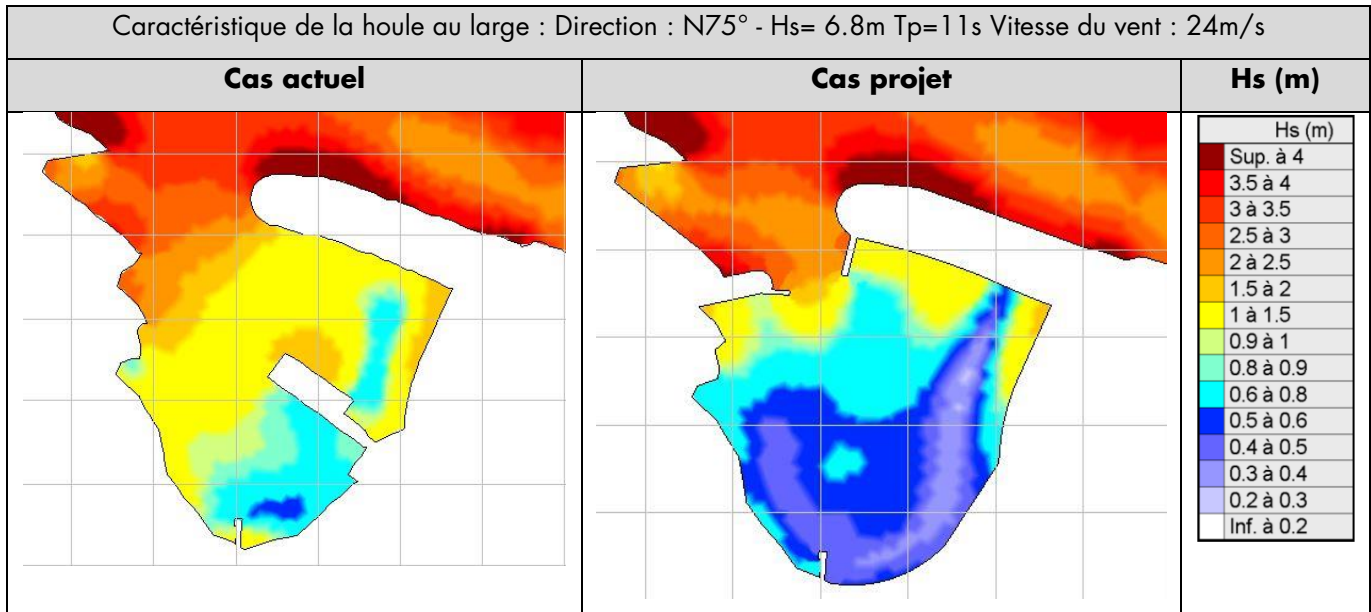 Caractéristique de la houle au large : Direction : N75° - Hs= 6.8m Tp=11s Vitesse du vent : 24m/s
Cas actuel
Cas projet
Hs (m)
Hs (m)
Sup. à 4
3.5 à 4
3 à 3.5
2.5 à 3
2 à 2.5
1.5 à 2
1 à 1.5
0.9 à 1
0.8 à 0.9
0.6 à 0.8
0.5 à 0.6
0.4 à 0.5
0.3 à 0.4
0.2 à 0.3
Inf. à 0.2